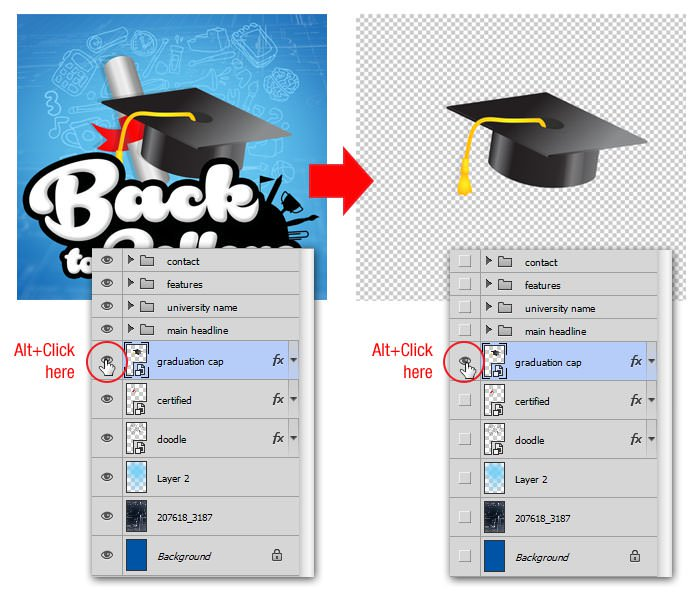 Back
to College
contact
features
university name
main headline
Alt+Click
here
graduation cap
fx
certified
fx
doodle
fx
Layer 2
207618_3187
Background
contact
features
university name
main headline
Alt+Click
here
graduation cap
fx
certified
fx
doodle
fx
Layer 2
207618_3187
Background